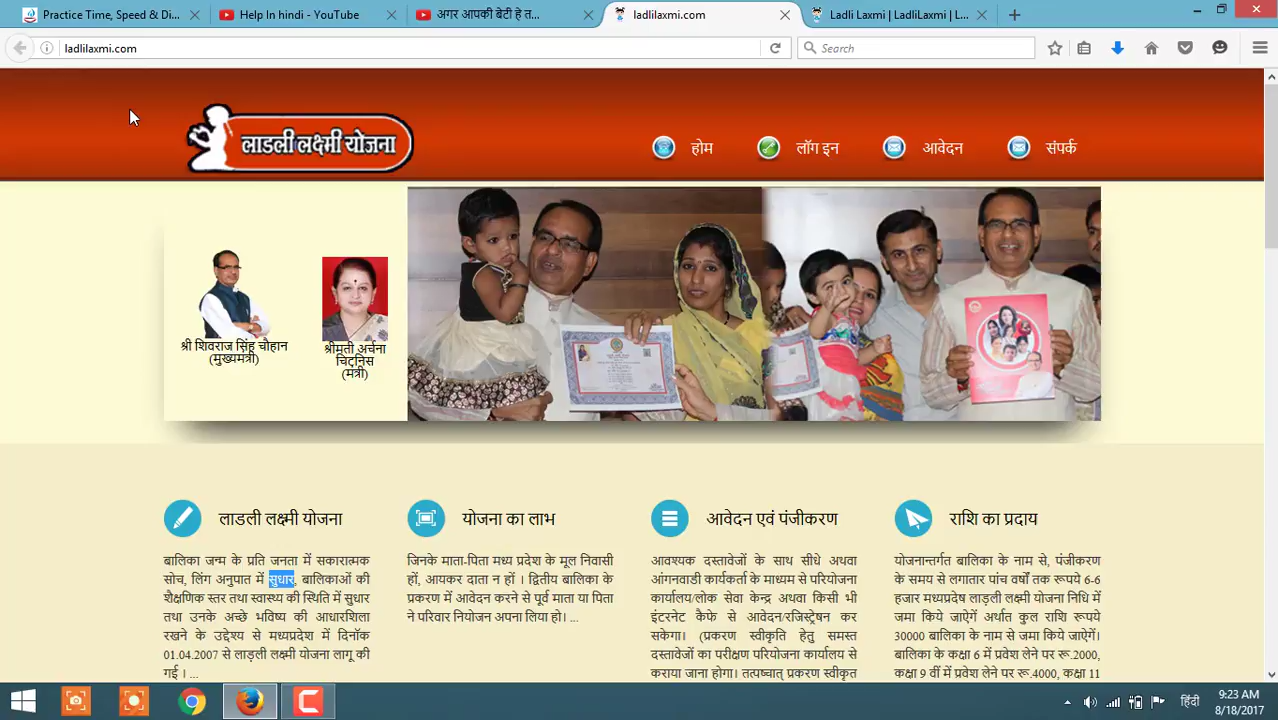 Practice Time, Speed & Di...
Help In hindi - YouTube
अगर आपकी बेटी हे त...
ladlilaxmi.com
Ladli Laxmi | LadliLaxmi | L...
ladlilaxmi.com
Search
लाडली लक्ष्मी योजना
होम
लॉग इन
आवेदन
संपर्क
श्री शिवराज सिंह चौहान
(मुख्यमंत्री)
श्रीमती अर्चना
चिटनिस
(मंत्री)
लाडली लक्ष्मी योजना
बालिका जन्म के प्रति जनता में सकारात्मक
सोच, लिंग अनुपात में सुधार, बालिकाओं की
शैक्षणिक स्तर तथा स्वास्थ्य की स्थिति में सुधार
तथा उनके अच्छे भविष्य की आधारशिला
रखने के उद्देश्य से मध्यप्रदेश में दिनॉक
01.04.2007 से लाड़ली लक्ष्मी योजना लागू की
गई । ...
योजना का लाभ
जिनके माता-पिता मध्य प्रदेश के मूल निवासी
हों, आयकर दाता न हों । द्वितीय बालिका के
प्रकरण में आवेदन करने से पूर्व माता या पिता
ने परिवार नियोजन अपना लिया हो। ...
आवेदन एवं पंजीकरण
आवश्यक दस्तावेजों के साथ सीधे अथवा
आंगनवाडी कार्यकर्ता के माध्यम से परियोजना
कार्यालय/लोक सेवा केन्द्र अथवा किसी भी
इंटरनेट कैफे से आवेदन/रजिस्ट्रेषन कर
सकेगा। (प्रकरण स्वीकृति हेतु समस्त
दस्तावेजों का परीक्षण परियोजना कार्यालय से
कराया जाना होगा। तत्पष्चात् प्रकरण स्वीकृत
राशि का प्रदाय
योजनान्तर्गत बालिका के नाम से, पंजीकरण
के समय से लगातार पांच वर्षों तक रूपये 6-6
हजार मध्यप्रदेष लाड़ली लक्ष्मी योजना निधि में
जमा किये जाऐगें अर्थात कुल राशि रूपये
30000 बालिका के नाम से जमा किये जाऐगें।
बालिका के कक्षा 6 में प्रवेश लेने पर रू.2000,
कक्षा 9 वीं में प्रवेश लेने पर रू.4000, कक्षा 11
हिंदी
9:23 AM
8/18/2017